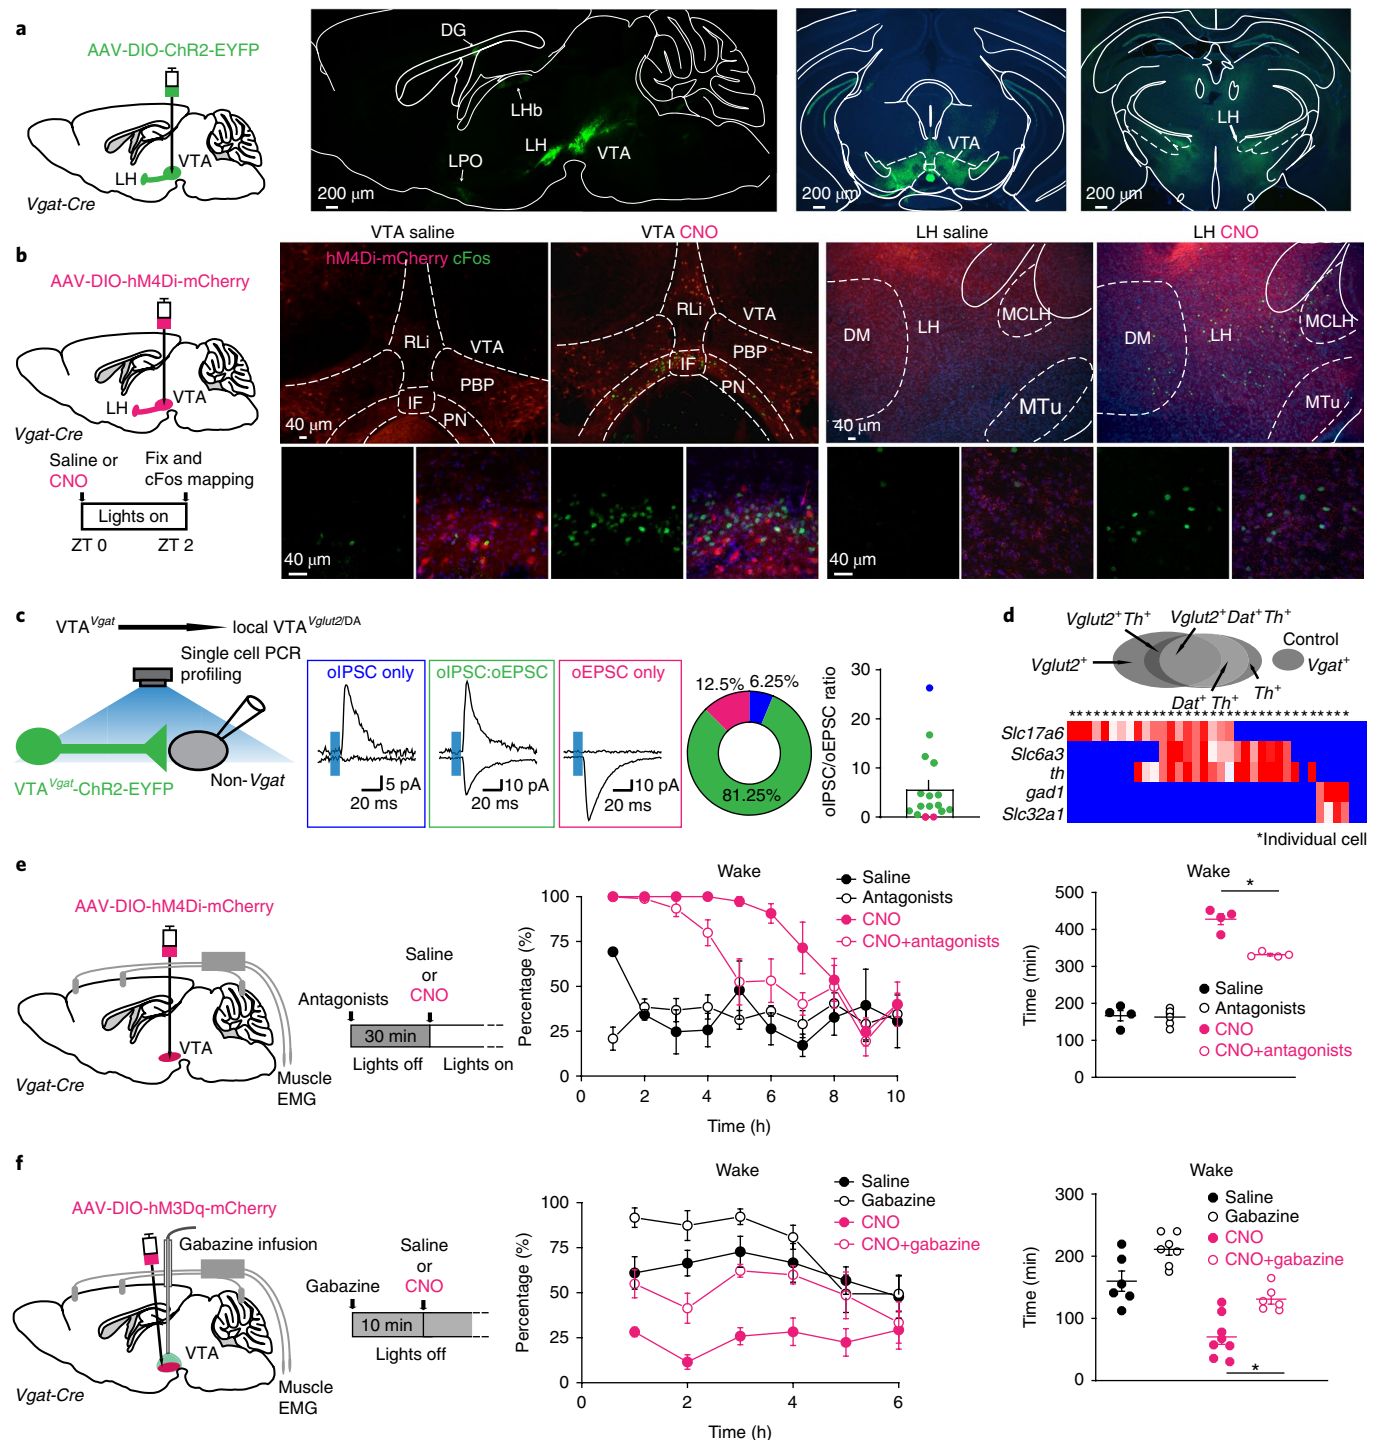 a
AAV-DIO-ChR2-EYFP
VTA
LH
Vgat-Cre
DG
LHb
LH
VTA
LPO
200 µm
VTA
200 µm
LH
200 µm
b
AAV-DIO-hM4Di-mCherry
VTA
LH
Vgat-Cre
Saline or
CNO
Fix and
cFos mapping
Lights on
ZT 0
ZT 2
VTA saline
VTA CNO
LH saline
LH CNO
hM4Di-mCherry cFos
RLi
VTA
PBP
IF
PN
40 µm
RLi
VTA
PBP
IF
PN
DM
LH
MCLH
MTu
40 µm
DM
LH
MCLH
MTu
40 µm
40 µm
c
VTAVgat
local VTAVglut2/DA
Single cell PCR
profiling
Non-Vgat
VTAVgat-ChR2-EYFP
oIPSC only
5 pA
20 ms
oIPSC:oEPSC
10 pA
20 ms
oEPSC only
10 pA
20 ms
12.5%
6.25%
81.25%
oIPSC/oEPSC ratio
30
20
10
0
d
Vglut2+Th+
Vglut2+Dat+Th+
Control
Vglut2+
Vgat+
Th+
Dat+ Th+
**********************************
Slc17a6
Slc6a3
th
gad1
Slc32a1
*Individual cell
e
AAV-DIO-hM4Di-mCherry
VTA
Vgat-Cre
Muscle
EMG
Saline
or
CNO
Antagonists
30 min
Lights off
Lights on
Wake
Saline
Antagonists
CNO
CNO+antagonists
Percentage (%)
100
75
50
25
0
0
2
4
6
8
10
Time (h)
Wake
*
Time (min)
500
400
300
200
100
0
Saline
Antagonists
CNO
CNO+antagonists
f
AAV-DIO-hM3Dq-mCherry
Gabazine infusion
VTA
Vgat-Cre
Muscle
EMG
Saline
or
CNO
Gabazine
10 min
Lights off
Wake
Saline
Gabazine
CNO
CNO+gabazine
Percentage (%)
100
75
50
25
0
0
2
4
6
Time (h)
Wake
Saline
Gabazine
CNO
CNO+gabazine
Time (min)
300
200
100
0
*